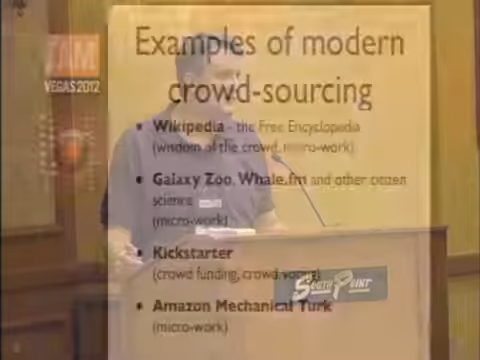 TAM
VEGAS 2012
Examples of modern
crowd-sourcing
• Wikipedia - the Free Encyclopedia
(wisdom of the crowd, micro-work)
• Galaxy Zoo, Whale.fm and other citizen
science
(micro-work)
• Kickstarter
(crowd funding, crowd voting)
• Amazon Mechanical Turk
(micro-work)
SOUTH POINT